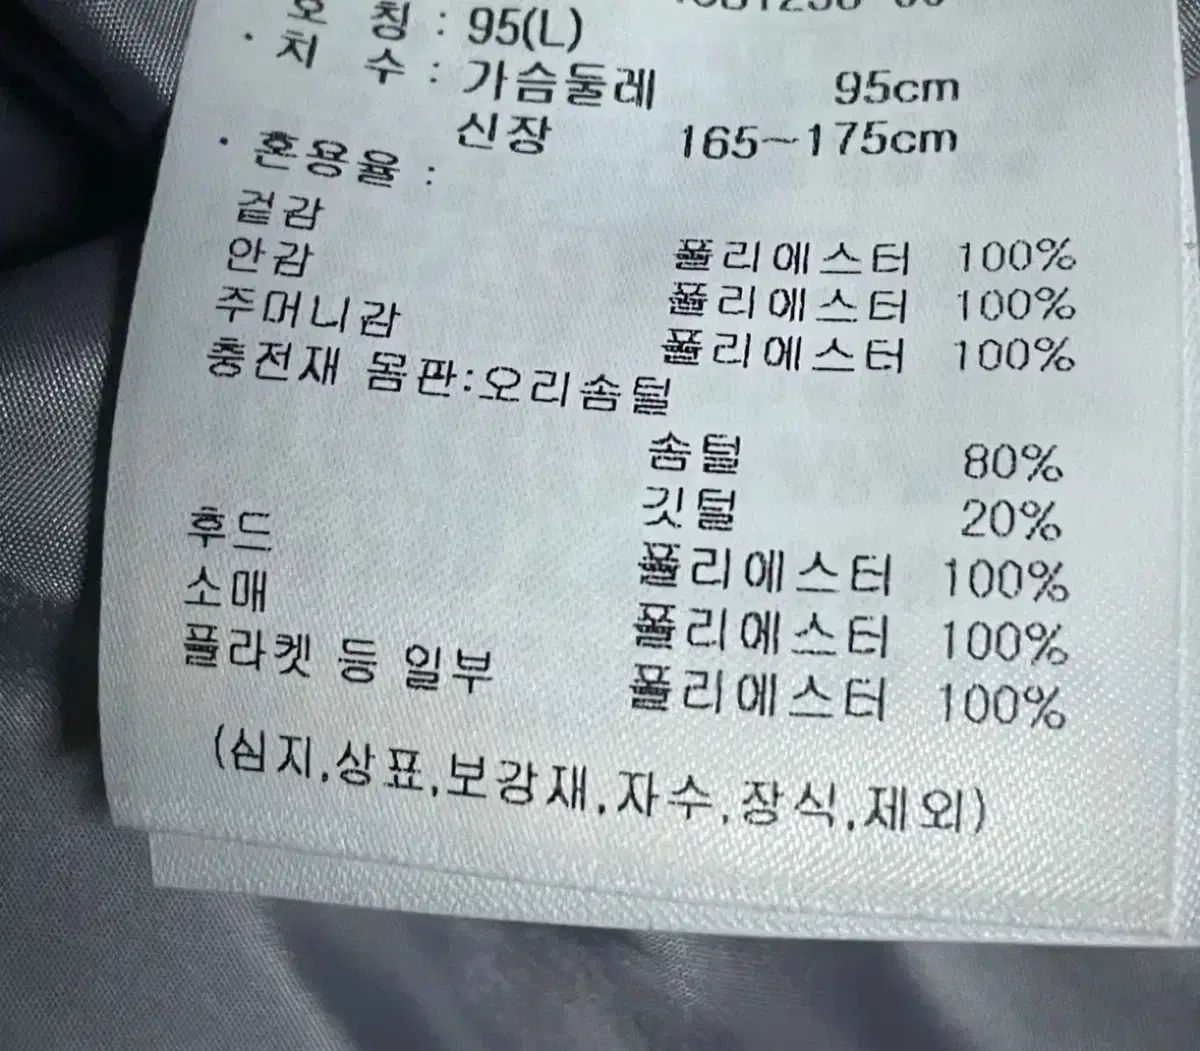 호 칭 : 95(L)
· 치 수 : 가슴둘레 95cm
신장 165~175cm
· 혼용율 :
겉감 폴리에스터 100%
안감 폴리에스터 100%
주머니감 폴리에스터 100%
충전재 몸판:오리솜털
솜털 80%
깃털 20%
후드 폴리에스터 100%
소매 폴리에스터 100%
플라켓 등 일부 폴리에스터 100%
(심지,상표,보강재,자수,장식,제외)